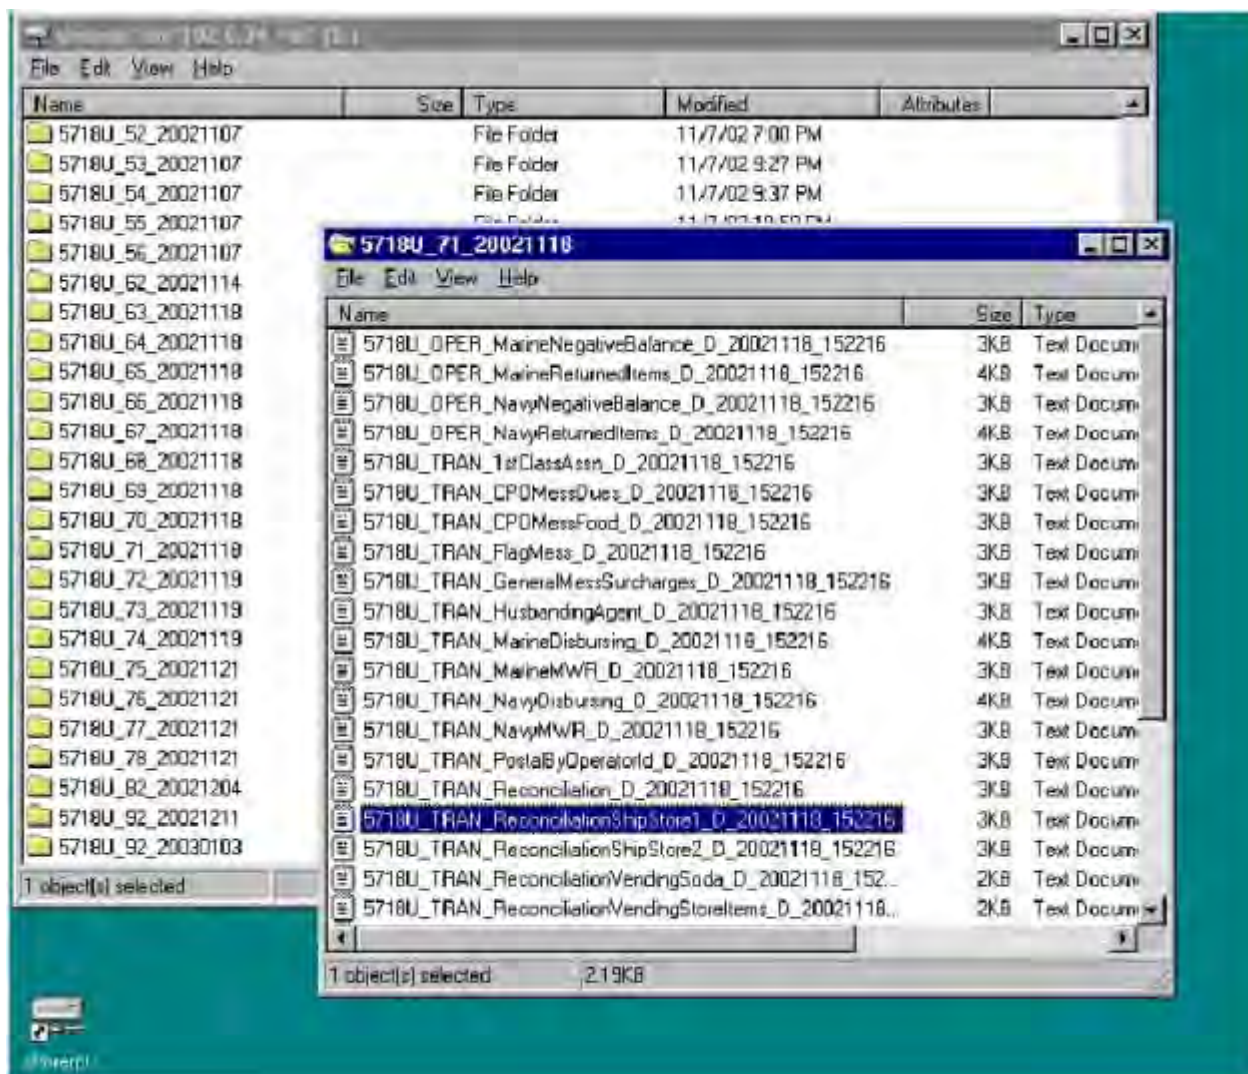 File Edit View Help
Name Size Type Modified Attributes
5718U_52_20021107 File Folder 11/7/02 7:00 PM
5718U_53_20021107 File Folder 11/7/02 9:27 PM
5718U_54_20021107 File Folder 11/7/02 9:37 PM
5718U_55_20021107
5718U_56_20021107
5718U_62_20021114
5718U_63_20021118
5718U_64_20021118
5718U_65_20021118
5718U_66_20021118
5718U_67_20021118
5718U_68_20021118
5718U_69_20021118
5718U_70_20021118
5718U_71_20021118
5718U_72_20021119
5718U_73_20021119
5718U_74_20021119
5718U_75_20021121
5718U_76_20021121
5718U_77_20021121
5718U_78_20021121
5718U_82_20021204
5718U_92_20021211
5718U_92_20030103
1 object(s) selected
5718U_71_20021118
File Edit View Help
Name Size Type
5718U_OPER_MarineNegativeBalance_D_20021118_152216 3KB Text Docum
5718U_OPER_MarineReturnedItems_D_20021118_152216 4KB Text Docum
5718U_OPER_NavyNegativeBalance_D_20021118_152216 3KB Text Docum
5718U_OPER_NavyReturnedItems_D_20021118_152216 4KB Text Docum
5718U_TRAN_1stClassAssn_D_20021118_152216 3KB Text Docum
5718U_TRAN_CPOMessDues_D_20021118_152216 3KB Text Docum
5718U_TRAN_CPOMessFood_D_20021118_152216 3KB Text Docum
5718U_TRAN_FlagMess_D_20021118_152216 3KB Text Docum
5718U_TRAN_GeneralMessSurcharges_D_20021118_152216 3KB Text Docum
5718U_TRAN_HusbandingAgent_D_20021118_152216 3KB Text Docum
5718U_TRAN_MarineDisbursing_D_20021118_152216 4KB Text Docum
5718U_TRAN_MarineMWR_D_20021118_152216 3KB Text Docum
5718U_TRAN_NavyDisbursing_D_20021118_152216 4KB Text Docum
5718U_TRAN_NavyMWR_D_20021118_152216 3KB Text Docum
5718U_TRAN_PostalByOperatorId_D_20021118_152216 3KB Text Docum
5718U_TRAN_Reconciliation_D_20021118_152216 3KB Text Docum
5718U_TRAN_ReconciliationShipStore1_D_20021118_152216 3KB Text Docum
5718U_TRAN_ReconciliationShipStore2_D_20021118_152216 3KB Text Docum
5718U_TRAN_ReconciliationVendingSoda_D_20021118_152... 2KB Text Docum
5718U_TRAN_ReconciliationVendingStoreItems_D_20021118... 2KB Text Docum
1 object(s) selected 2.19KB